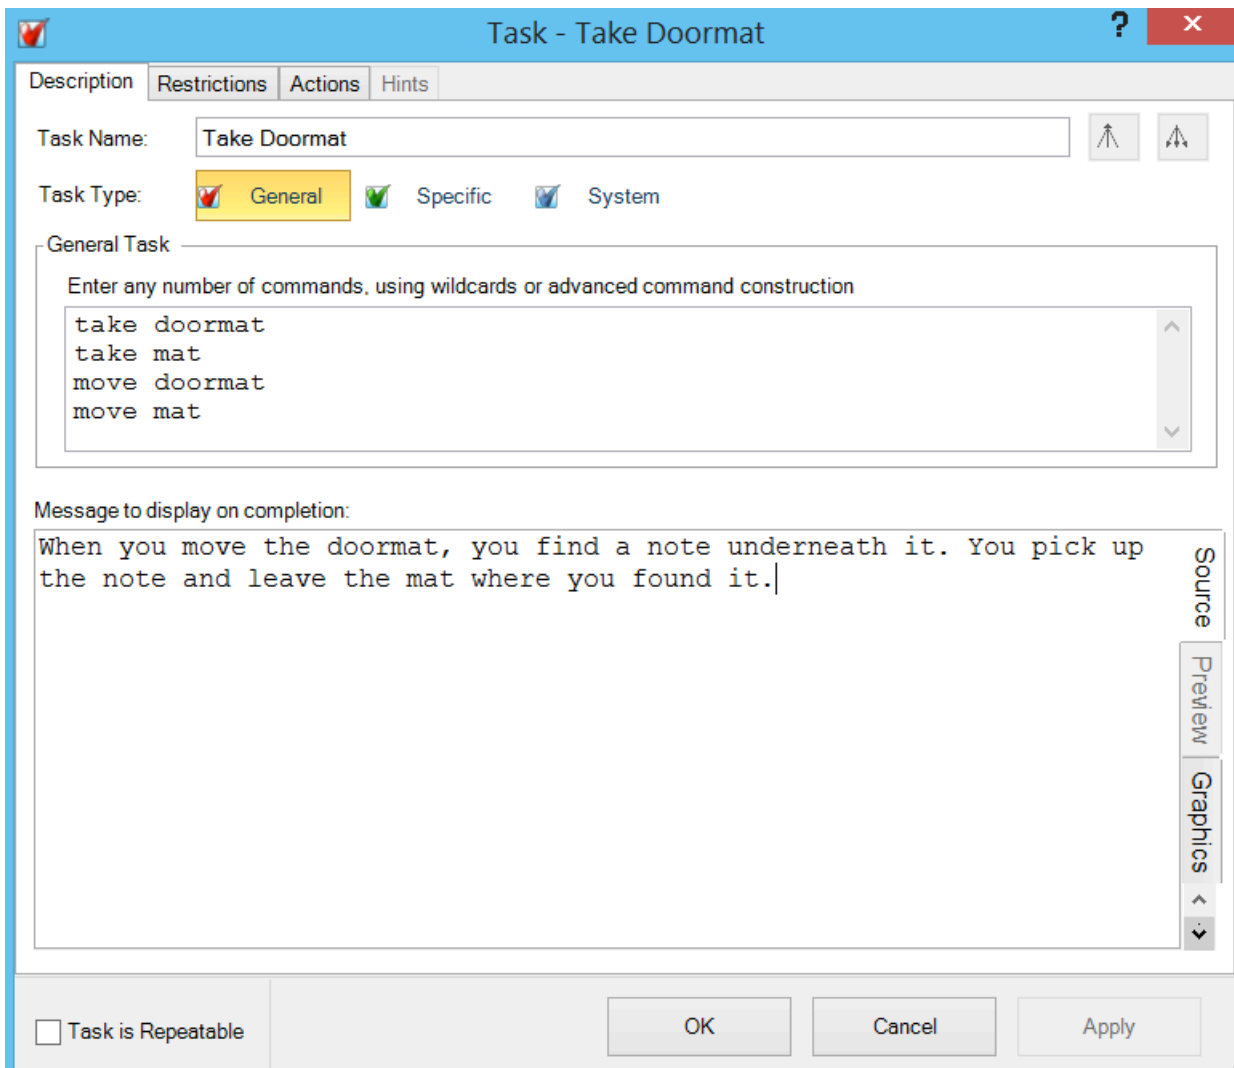 Task - Take Doormat
?
x
Description Restrictions Actions Hints
Task Name: Take Doormat
Task Type: General Specific System
General Task
Enter any number of commands, using wildcards or advanced command construction
take doormat
take mat
move doormat
move mat
Message to display on completion:
When you move the doormat, you find a note underneath it. You pick up
the note and leave the mat where you found it.
Source
Preview
Graphics
Task is Repeatable OK Cancel Apply